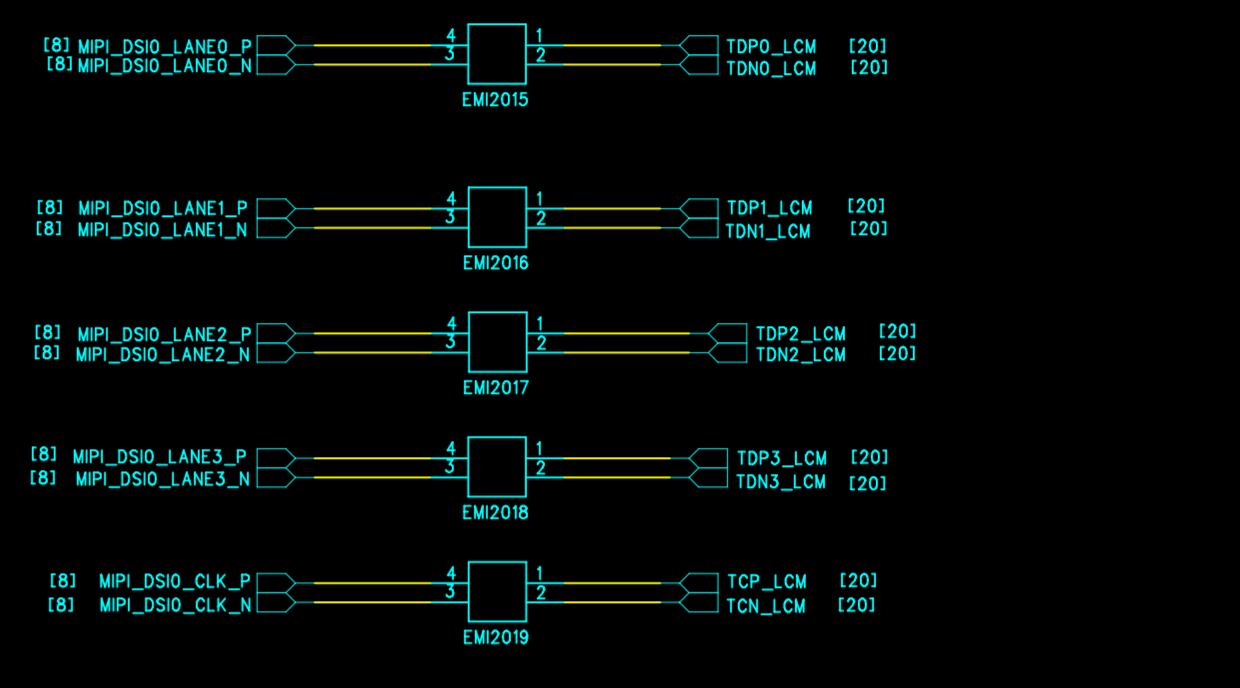 [8] MIPI_DSI0_LANE0_P 4 1 TDP0_LCM [20]
[8] MIPI_DSI0_LANE0_N 3 2 TDN0_LCM [20]
EMI2015
[8] MIPI_DSI0_LANE1_P 4 1 TDP1_LCM [20]
[8] MIPI_DSI0_LANE1_N 3 2 TDN1_LCM [20]
EMI2016
[8] MIPI_DSI0_LANE2_P 4 1 TDP2_LCM [20]
[8] MIPI_DSI0_LANE2_N 3 2 TDN2_LCM [20]
EMI2017
[8] MIPI_DSI0_LANE3_P 4 1 TDP3_LCM [20]
[8] MIPI_DSI0_LANE3_N 3 2 TDN3_LCM [20]
EMI2018
[8] MIPI_DSI0_CLK_P 4 1 TCP_LCM [20]
[8] MIPI_DSI0_CLK_N 3 2 TCN_LCM [20]
EMI2019